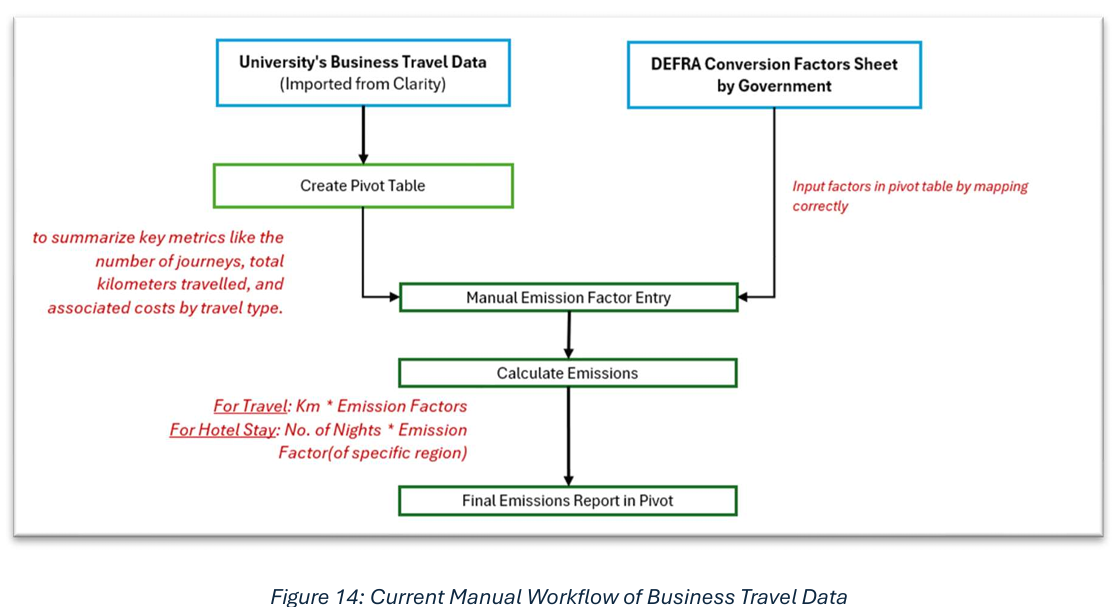 University's Business Travel Data
(Imported from Clarity)
DEFRA Conversion Factors Sheet
by Government
Create Pivot Table
Input factors in pivot table by mapping
correctly
to summarize key metrics like the
number of journeys, total
kilometers travelled, and
associated costs by travel type.
Manual Emission Factor Entry
Calculate Emissions
For Travel: Km * Emission Factors
For Hotel Stay: No. of Nights * Emission
Factor(of specific region)
Final Emissions Report in Pivot
Figure 14: Current Manual Workflow of Business Travel Data